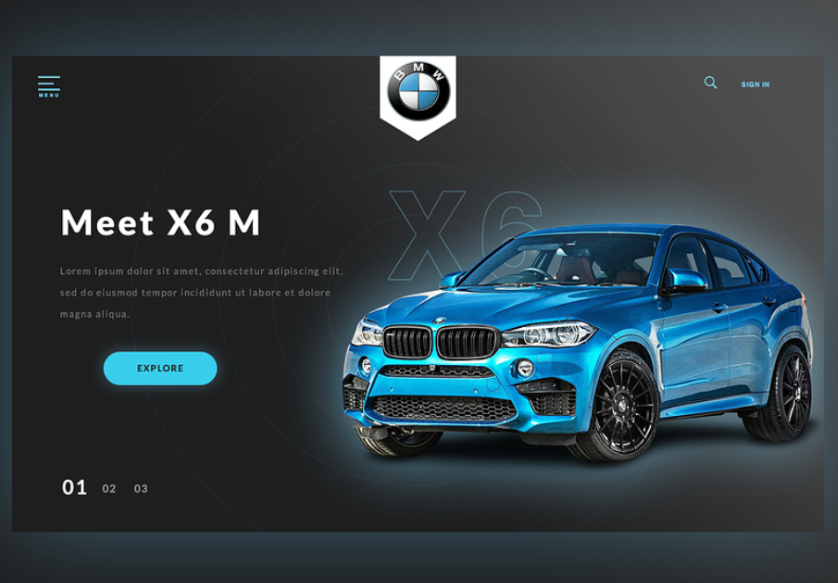 MENU
BMW
SIGN IN
X6
Meet X6 M
Lorem ipsum dolor sit amet, consectetur adipiscing elit,
sed do eiusmod tempor incididunt ut labore et dolore
magna aliqua.
EXPLORE
01 02 03